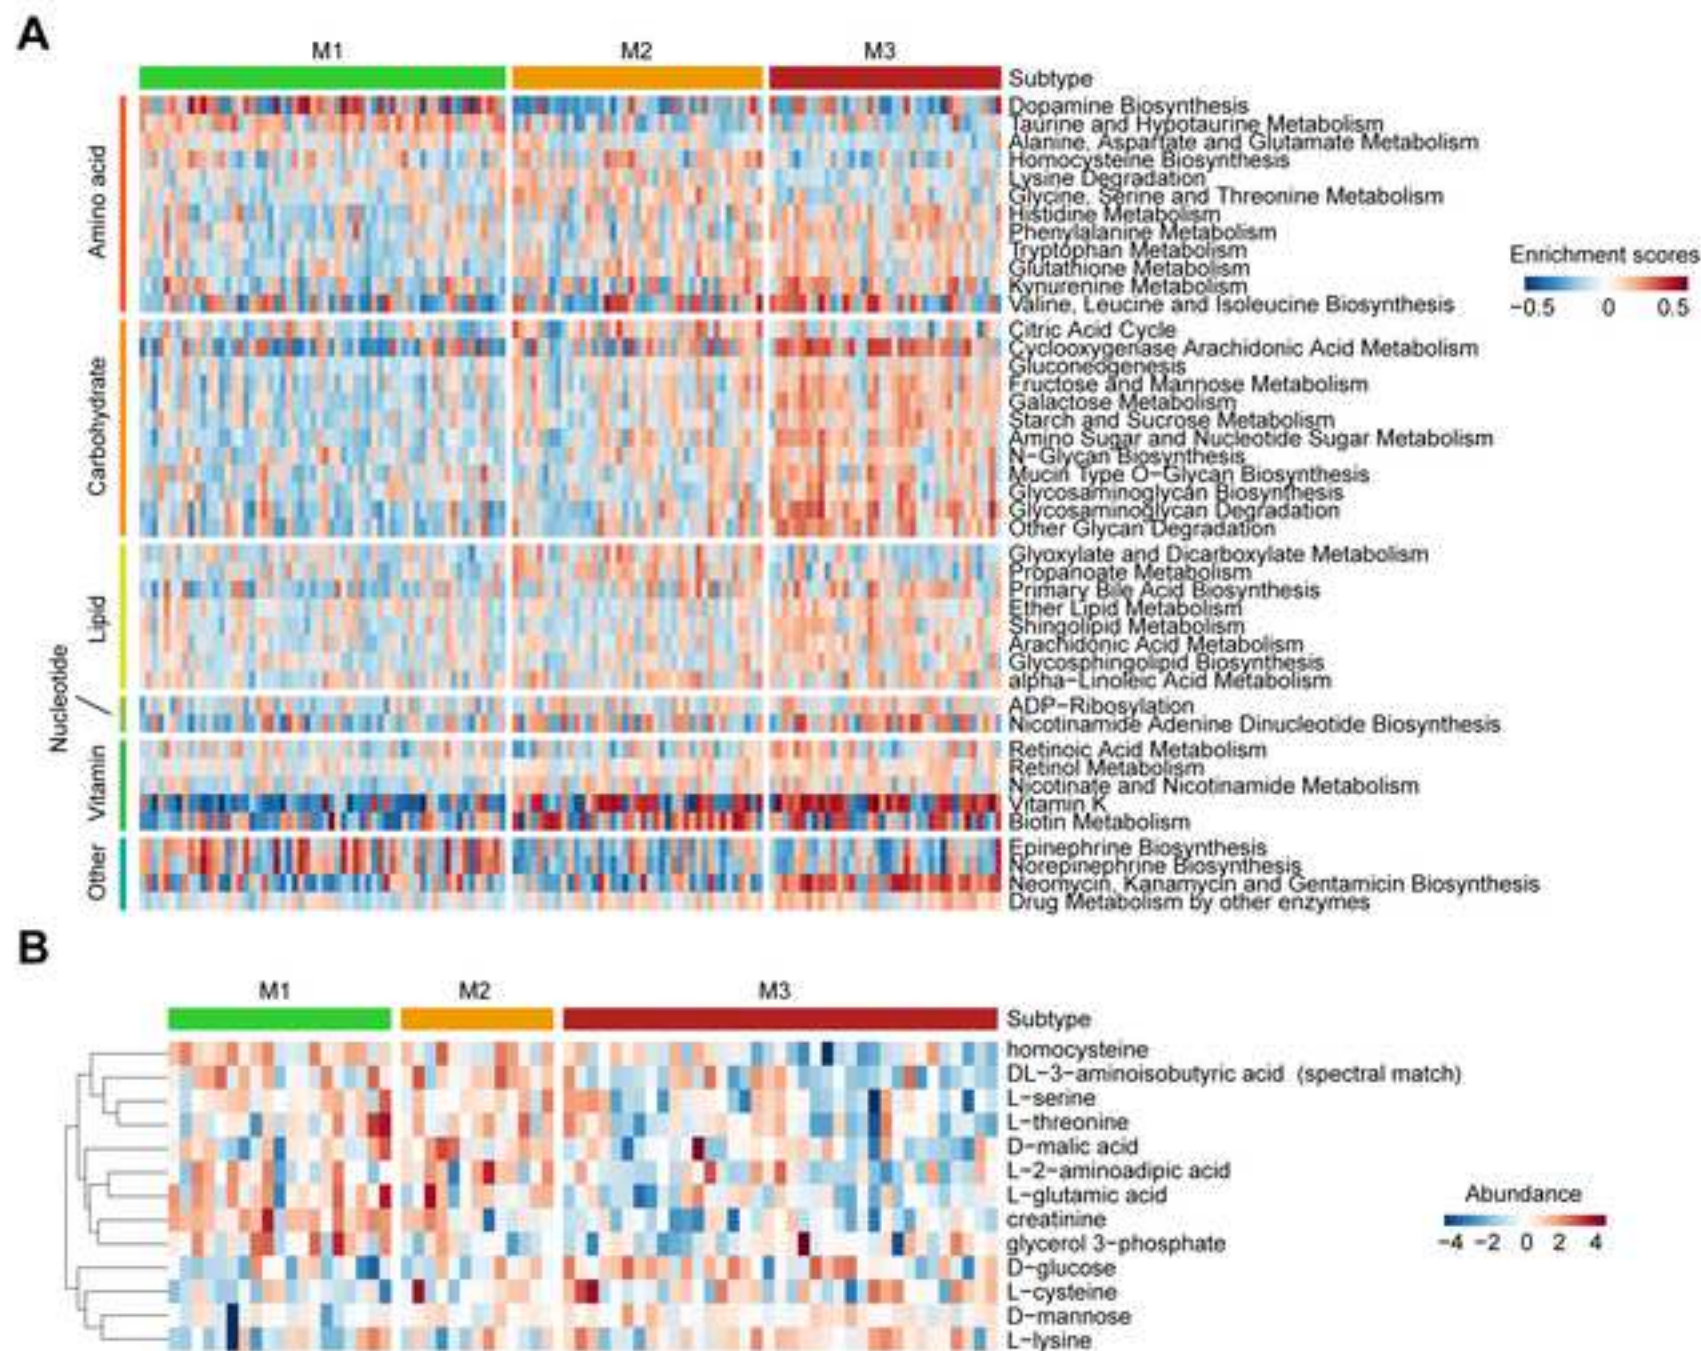 A
M1 M2 M3
Subtype
Amino acid
Dopamine Biosynthesis
Taurine and Hypotaurine Metabolism
Alanine, Aspartate and Glutamate Metabolism
Homocysteine Biosynthesis
Lysine Degradation
Glycine, Serine and Threonine Metabolism
Histidine Metabolism
Phenylalanine Metabolism
Tryptophan Metabolism
Glutathione Metabolism
Kynurenine Metabolism
Valine, Leucine and Isoleucine Biosynthesis
Enrichment scores
−0.5 0 0.5
Carbohydrate
Citric Acid Cycle
Cyclooxygenase Arachidonic Acid Metabolism
Gluconeogenesis
Fructose and Mannose Metabolism
Galactose Metabolism
Starch and Sucrose Metabolism
Amino Sugar and Nucleotide Sugar Metabolism
N−Glycan Biosynthesis
Mucin Type O−Glycan Biosynthesis
Glycosaminoglycan Biosynthesis
Glycosaminoglycan Degradation
Other Glycan Degradation
Lipid
Glyoxylate and Dicarboxylate Metabolism
Propanoate Metabolism
Primary Bile Acid Biosynthesis
Ether Lipid Metabolism
Shingolipid Metabolism
Arachidonic Acid Metabolism
Glycosphingolipid Biosynthesis
alpha−Linoleic Acid Metabolism
Nucleotide
ADP−Ribosylation
Nicotinamide Adenine Dinucleotide Biosynthesis
Vitamin
Retinoic Acid Metabolism
Retinol Metabolism
Nicotinate and Nicotinamide Metabolism
Vitamin K
Biotin Metabolism
Other
Epinephrine Biosynthesis
Norepinephrine Biosynthesis
Neomycin, Kanamycin and Gentamicin Biosynthesis
Drug Metabolism by other enzymes
B
M1 M2 M3
Subtype
homocysteine
DL−3−aminoisobutyric acid (spectral match)
L−serine
L−threonine
D−malic acid
L−2−aminoadipic acid
L−glutamic acid
creatinine
glycerol 3−phosphate
D−glucose
L−cysteine
D−mannose
L−lysine
Abundance
−4 −2 0 2 4